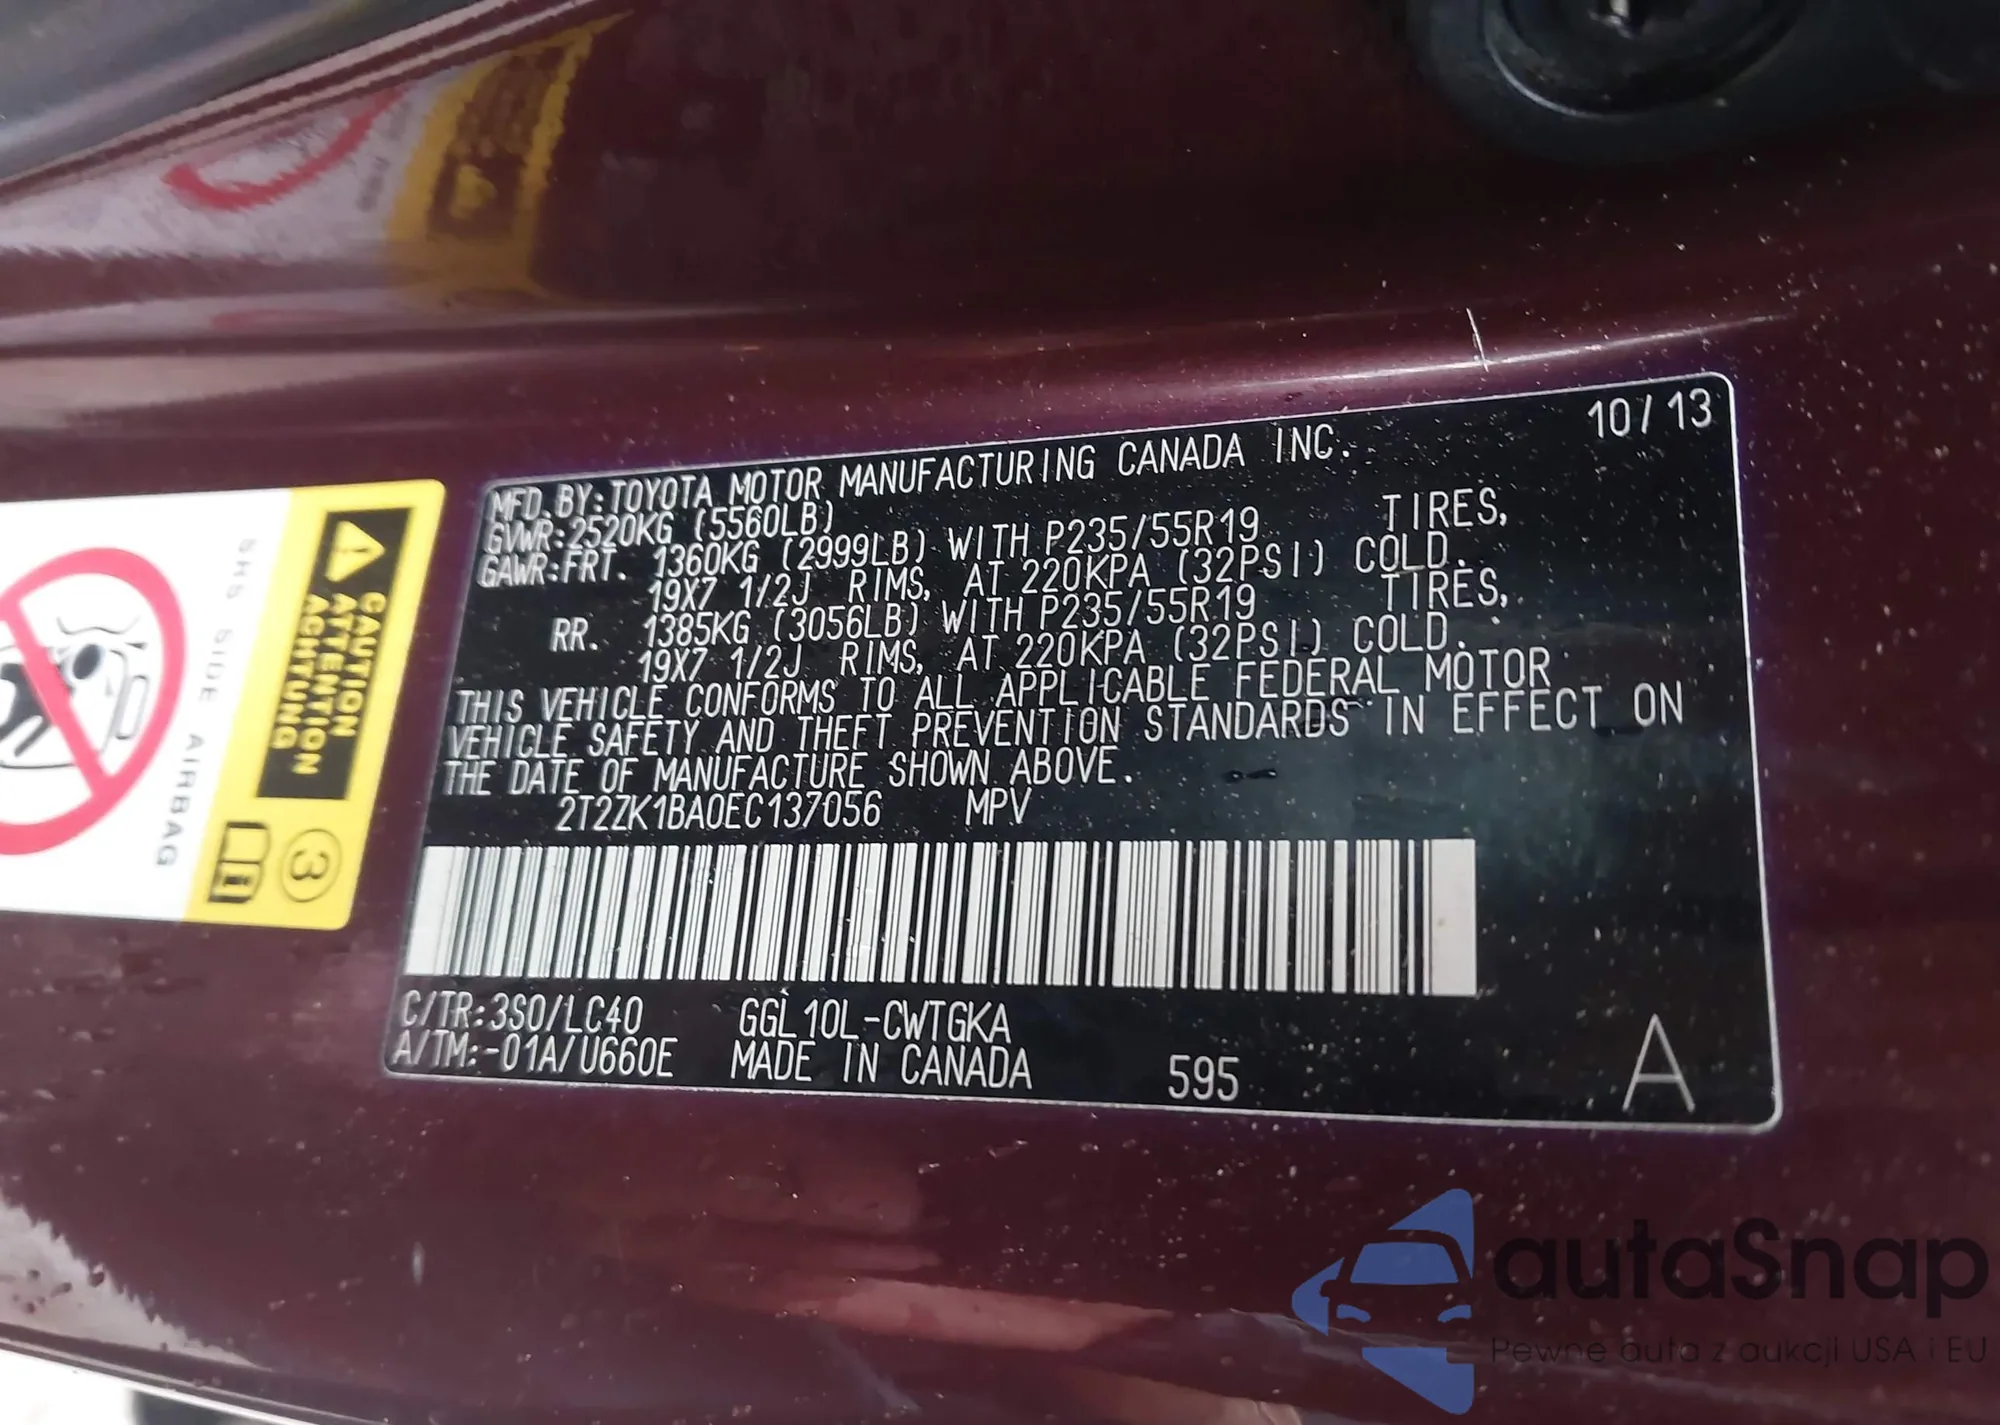 10/13
MFD. BY: TOYOTA MOTOR MANUFACTURING CANADA INC.
GVWR: 2520KG (5560LB)
GAWR: FRT. 1360KG (2999LB) WITH P235/55R19 TIRES,
19X7 1/2J RIMS, AT 220KPA (32PSI) COLD.
RR. 1385KG (3056LB) WITH P235/55R19 TIRES,
19X7 1/2J RIMS, AT 220KPA (32PSI) COLD.
THIS VEHICLE CONFORMS TO ALL APPLICABLE FEDERAL MOTOR
VEHICLE SAFETY AND THEFT PREVENTION STANDARDS IN EFFECT ON
THE DATE OF MANUFACTURE SHOWN ABOVE.
2T2ZK1BA0EC137056 MPV
C/TR: 3S0/LC40 GGL10L-CWTGKA
A/TM: -01A/U660E MADE IN CANADA 595 A
CAUTION
ATTENTION
ACHTUNG
SRS SIDE AIRBAG
3
autaSnap
Pewne auta z aukcji USA i EU